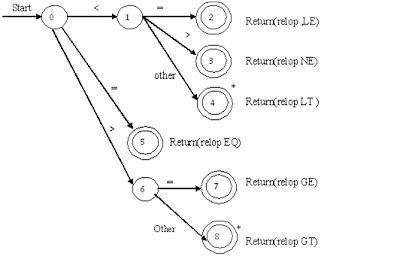 Start 0 < 1 = 2 Return(relop ,LE)
> 3 Return(relop NE)
other 4 * Return(relop LT )
= 5 Return(relop EQ)
> 6 = 7 Return(relop GE)
Other 8 * Return(relop GT)